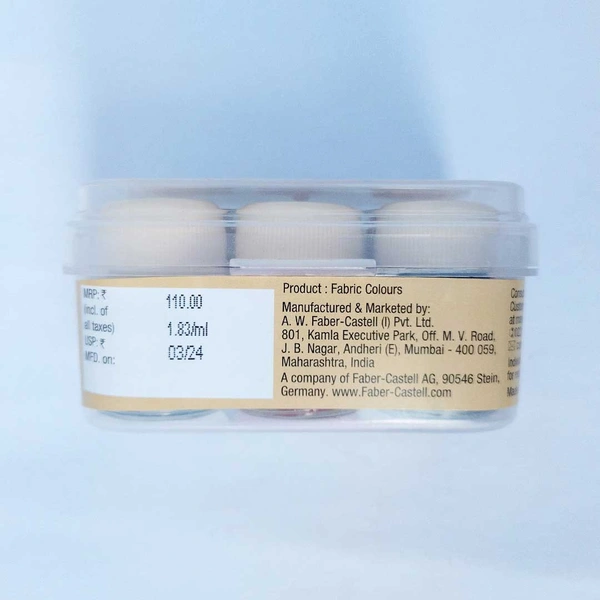 MRP: ₹ 110.00
(incl. of
all taxes) 1.83/ml
USP: ₹
MFD. on: 03/24
Product : Fabric Colours
Manufactured & Marketed by:
A. W. Faber-Castell (I) Pvt. Ltd.
801, Kamla Executive Park, Off. M. V. Road,
J. B. Nagar, Andheri (E), Mumbai - 400 059,
Maharashtra, India
A company of Faber-Castell AG, 90546 Stein,
Germany. www.Faber-Castell.com